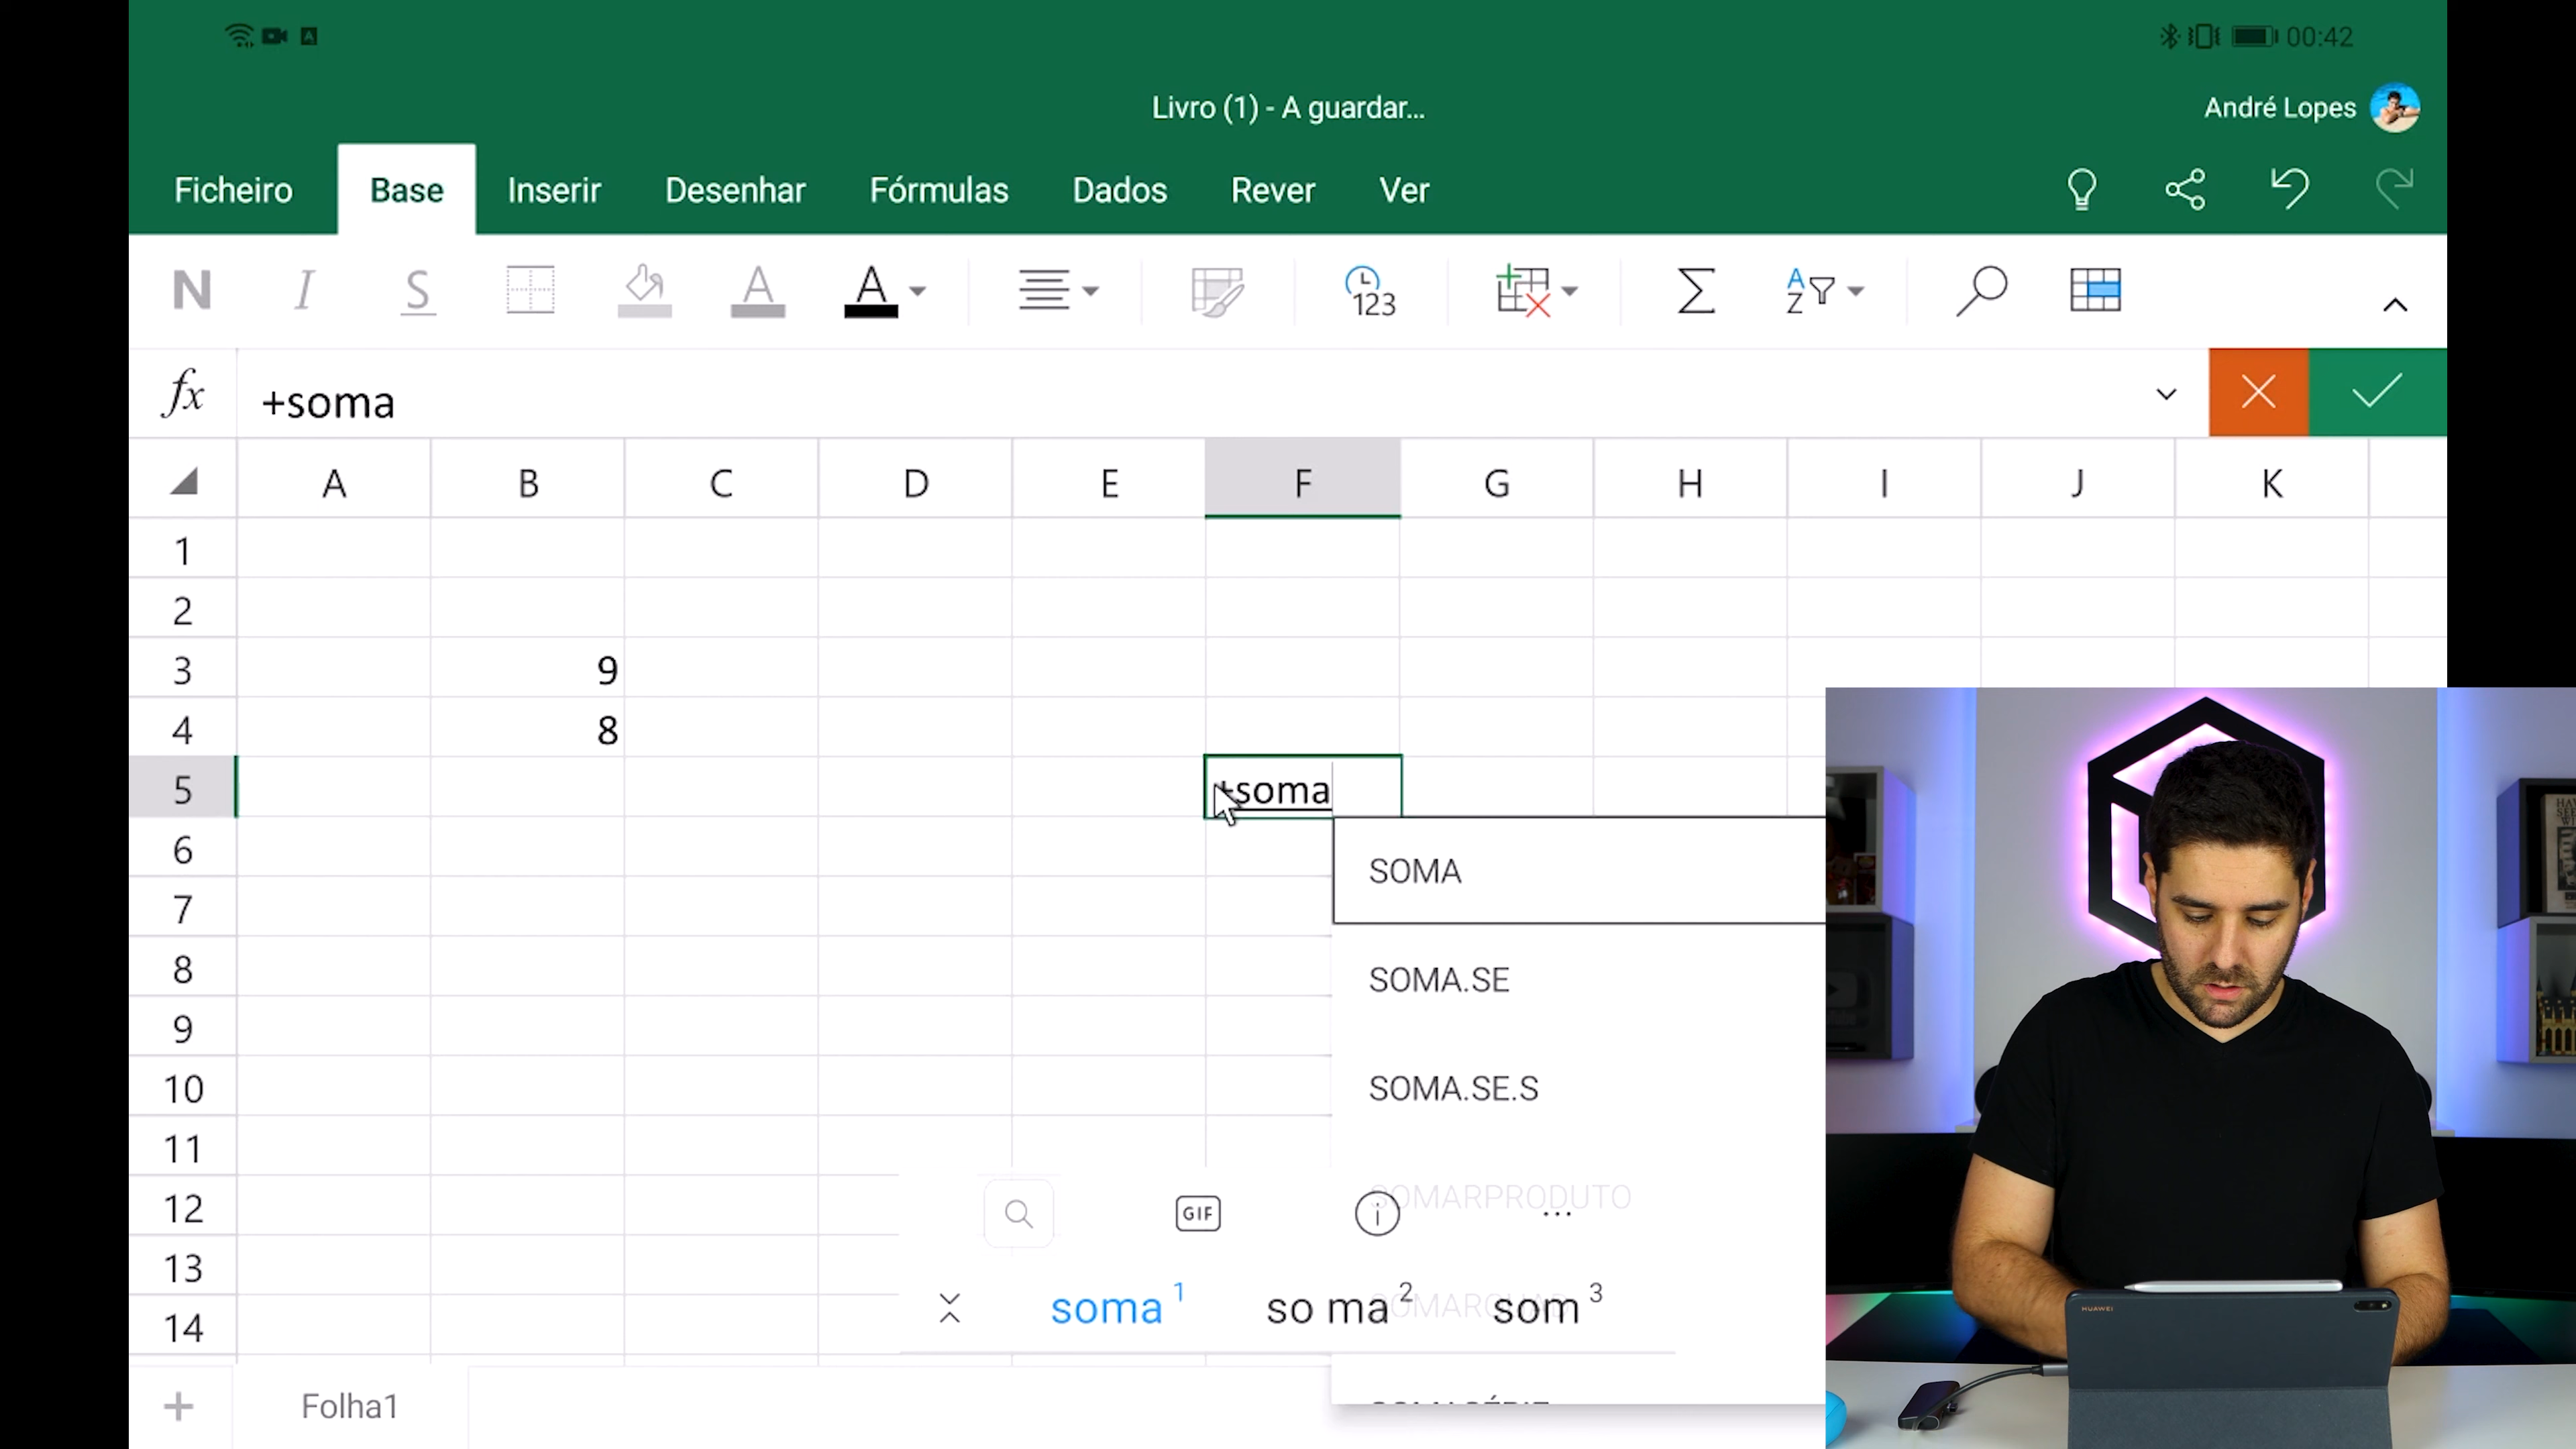 A
00:42
Livro (1) - A guardar...
André Lopes
Ficheiro Base Inserir Desenhar Fórmulas Dados Rever Ver
N I S A A 123 Σ A Z
fx +soma
A B C D E F G H I J K
1
2
3 9
4 8
5 +soma
6
SOMA
7
8
SOMA.SE
9
10
SOMA.SE.S
11
12
SOMARPRODUTO
GIF
13
soma 1 so ma 2 som 3
14
Folha1
HUAWEI